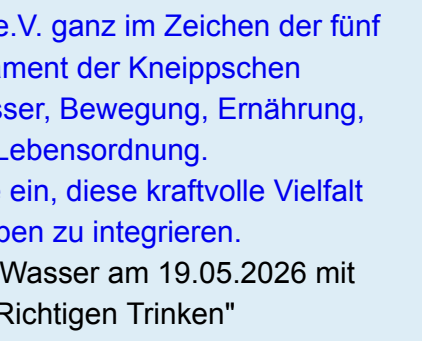 e.V. ganz im Zeichen der fünf
ament der Kneippschen
sser, Bewegung, Ernährung,
Lebensordnung.
ein, diese kraftvolle Vielfalt
ben zu integrieren.
Wasser am 19.05.2026 mit
Richtigen Trinken"